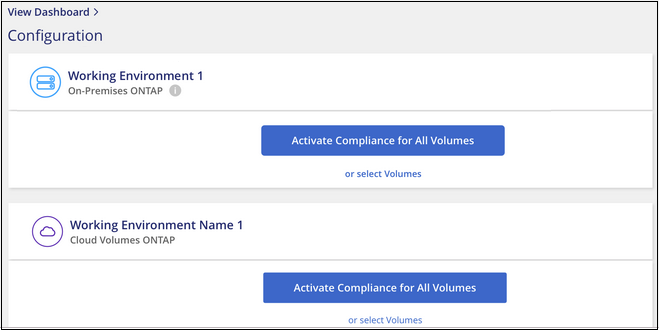 View Dashboard >
Configuration
Working Environment 1
On-Premises ONTAP i
Activate Compliance for All Volumes
or select Volumes
Working Environment Name 1
Cloud Volumes ONTAP
Activate Compliance for All Volumes
or select Volumes